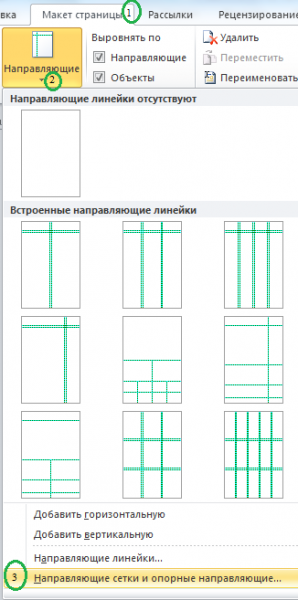 вка Макет страницы 1 Рассылки Рецензирование
Выровнять по
Удалить
Направляющие
Переместить
Направляющие
2
Объекты
Переименовать
Направляющие линейки отсутствуют
Встроенные направляющие линейки
Добавить горизонтальную
Добавить вертикальную
Направляющие линейки...
3 Направляющие сетки и опорные направляющие...